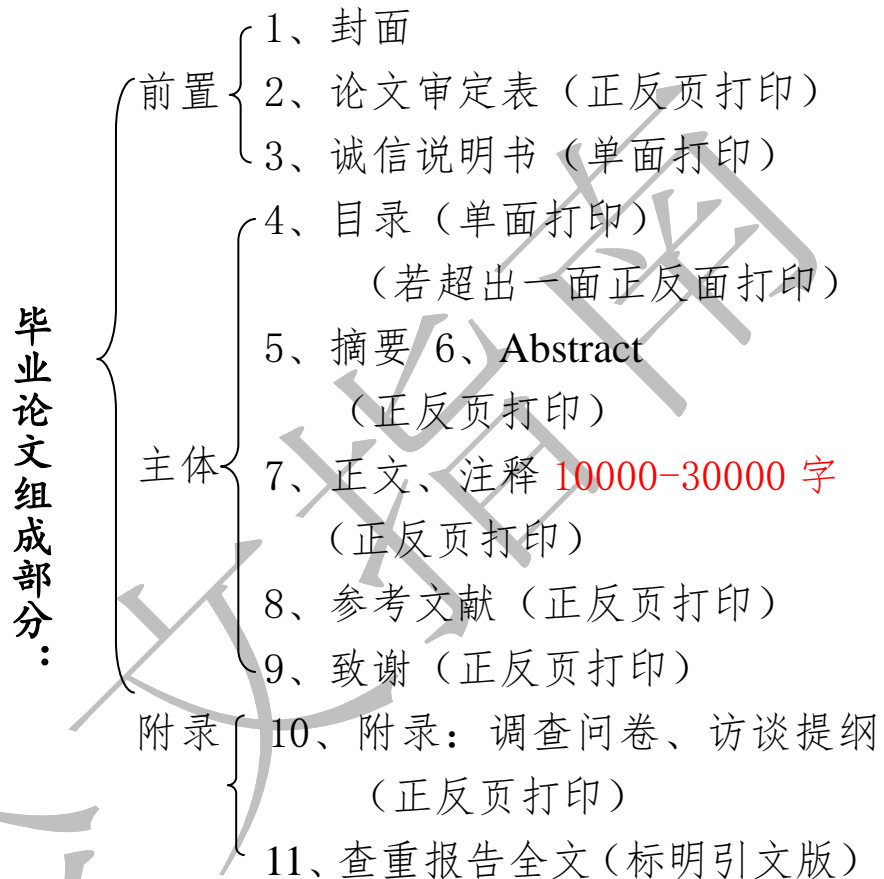 毕业论文组成部分：
前置
1、封面
2、论文审定表（正反页打印）
3、诚信说明书（单面打印）
主体
4、目录（单面打印）
（若超出一面正反面打印）
5、摘要 6、Abstract
（正反页打印）
7、正文、注释 10000-30000 字
（正反页打印）
8、参考文献（正反页打印）
9、致谢（正反页打印）
附录
10、附录：调查问卷、访谈提纲
（正反页打印）
11、查重报告全文（标明引文版）
文指南